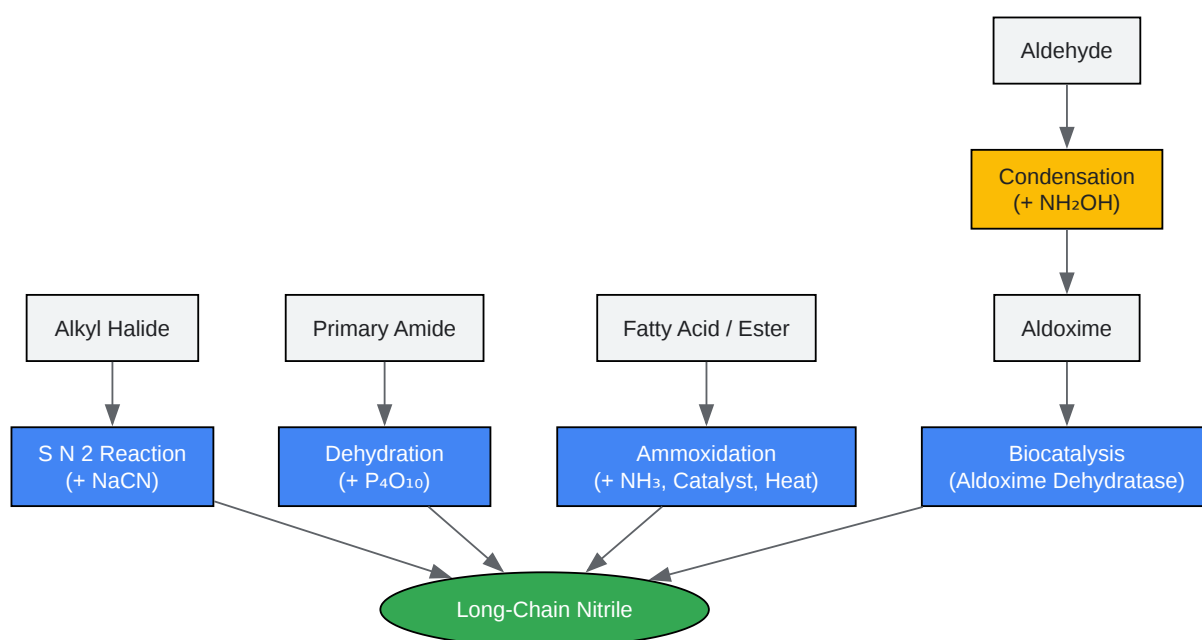 Aldehyde
Condensation
(+ NH₂OH)
Alkyl Halide
Primary Amide
Fatty Acid / Ester
Aldoxime
S N 2 Reaction
(+ NaCN)
Dehydration
(+ P₄O₁₀)
Ammoxidation
(+ NH₃, Catalyst, Heat)
Biocatalysis
(Aldoxime Dehydratase)
Long-Chain Nitrile